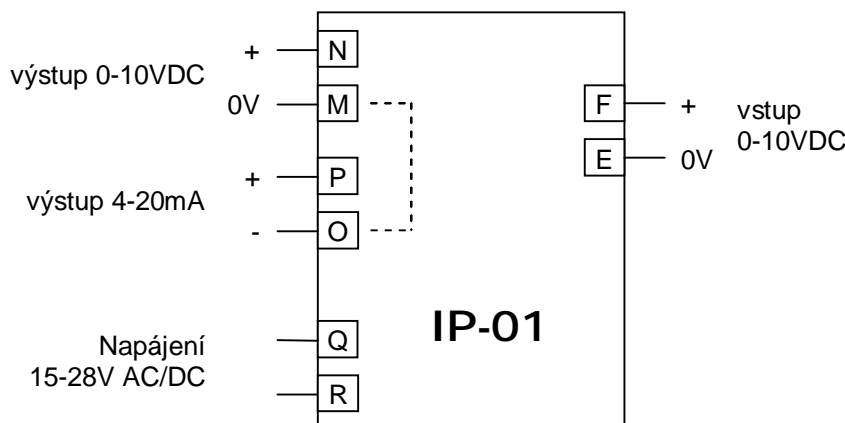 + N
výstup 0-10VDC
0V M
+ P
výstup 4-20mA
- O
Napájení
15-28V AC/DC
Q
R
IP-01
F +
E 0V
vstup
0-10VDC